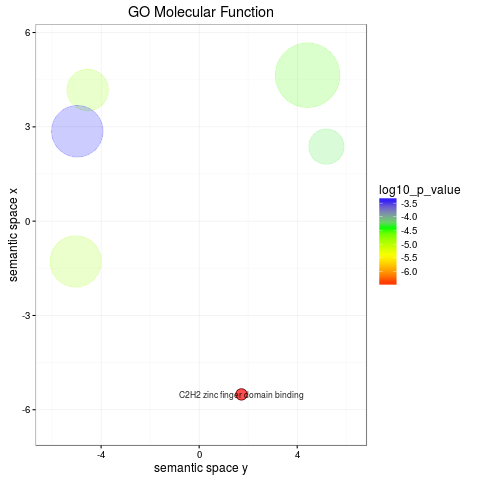 GO Molecular Function
6
3
0
-3
-6
semantic space x
C2H2 zinc finger domain binding
-4
0
4
semantic space y
log10_p_value
-3.5
-4.0
-4.5
-5.0
-5.5
-6.0